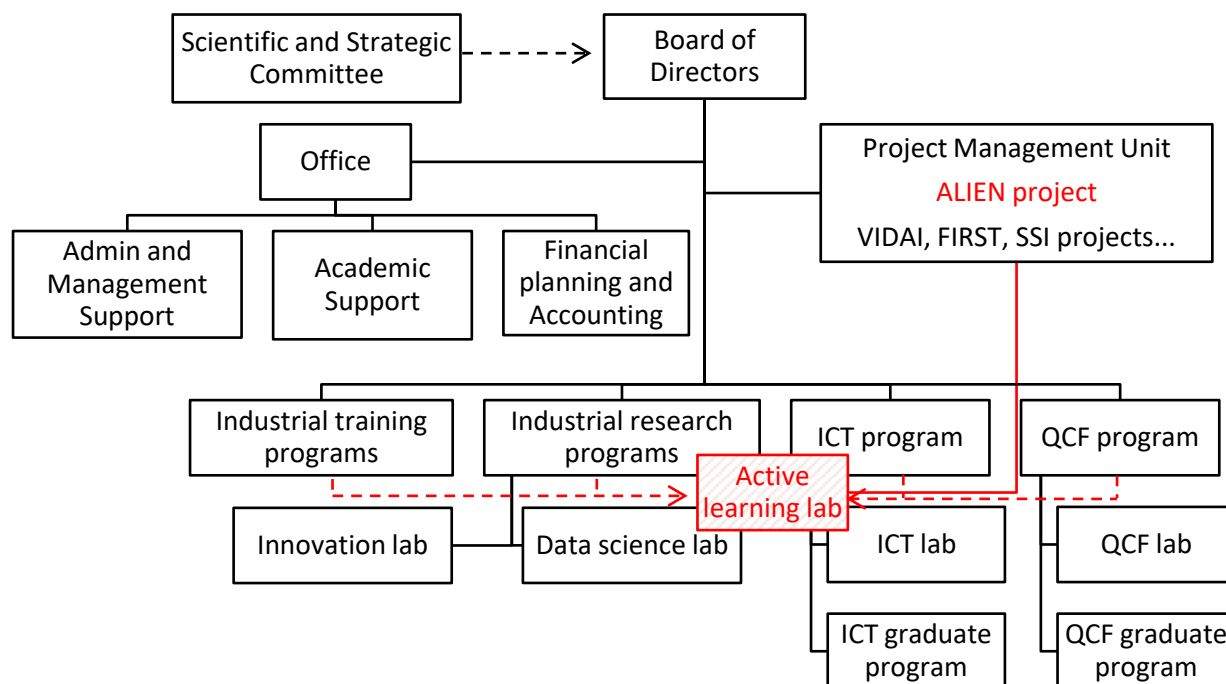 Scientific and Strategic
Committee
Board of
Directors
Office
Project Management Unit
ALIEN project
VIDAI, FIRST, SSI projects...
Admin and
Management
Support
Academic
Support
Financial
planning and
Accounting
Industrial training
programs
Industrial research
programs
ICT program
QCF program
Active
learning lab
Innovation lab
Data science lab
ICT lab
QCF lab
ICT graduate
program
QCF graduate
program